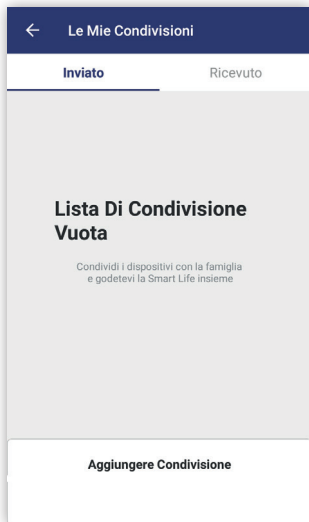 Le Mie Condivisioni
Inviato Ricevuto
Lista Di Condivisione
Vuota
Condividi i dispositivi con la famiglia
e godetevi la Smart Life insieme
Aggiungere Condivisione